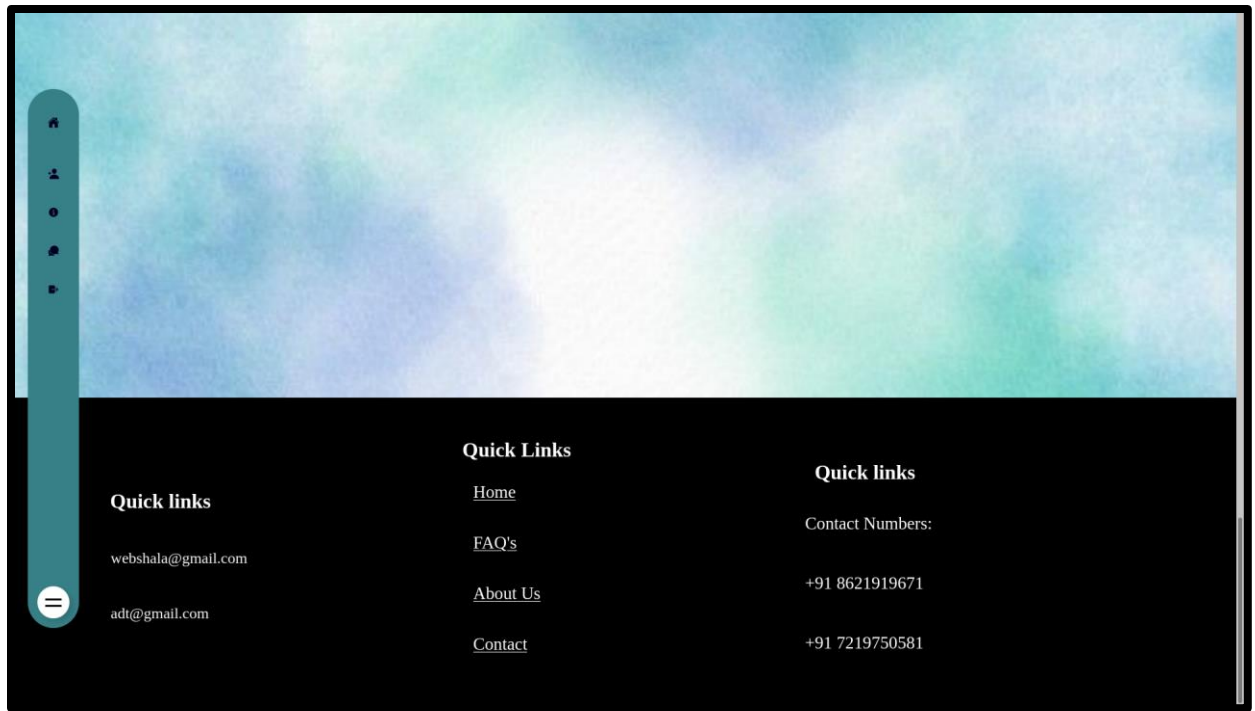 Quick links
webshala@gmail.com
adt@gmail.com
Quick Links
Home
FAQ's
About Us
Contact
Quick links
Contact Numbers:
+91 8621919671
+91 7219750581